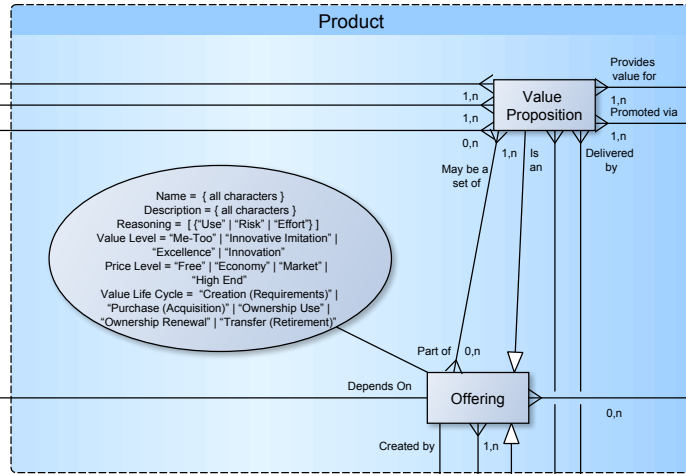 Product
Provides
value for
Value
Proposition
1,n
1,n
1,n
Promoted via
0,n
1,n
May be a
set of
1,n
Is
an
Delivered
by
Name =  { all characters }
Description = { all characters }
Reasoning =  [ {“Use” | “Risk” | “Effort”} ]
Value Level = “Me-Too” | “Innovative Imitation” |
“Excellence” | “Innovation”
Price Level = “Free” | “Economy” | “Market” |
“High End”
Value Life Cycle =  “Creation (Requirements)” |
“Purchase (Acquisition)” | “Ownership Use” |
“Ownership Renewal” | “Transfer (Retirement)”
Part of
0,n
Depends On
Offering
0,n
Created by
1,n